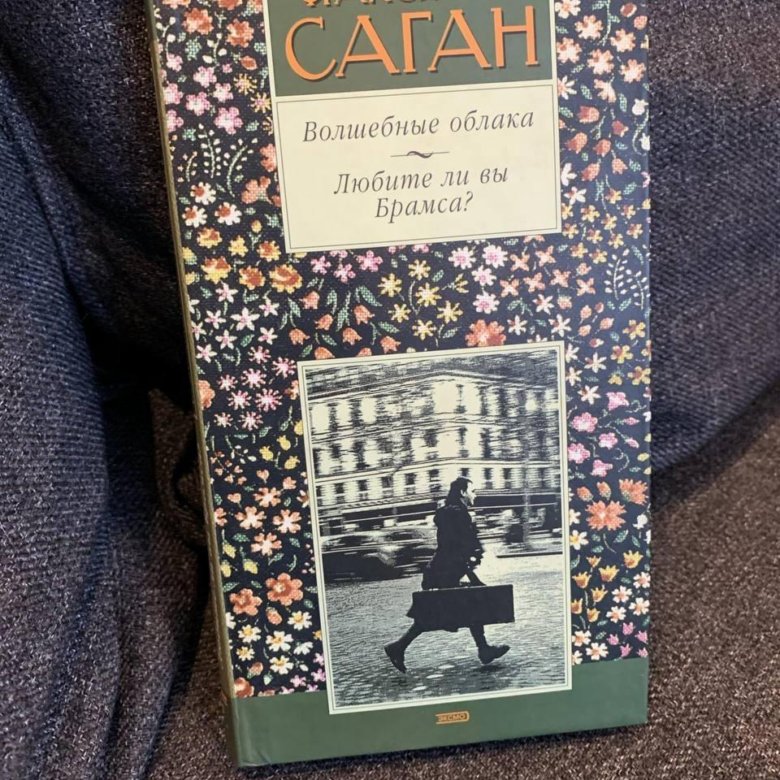 САГАН
Волшебные облака
Любите ли вы
Брамса?
ЭКСМО